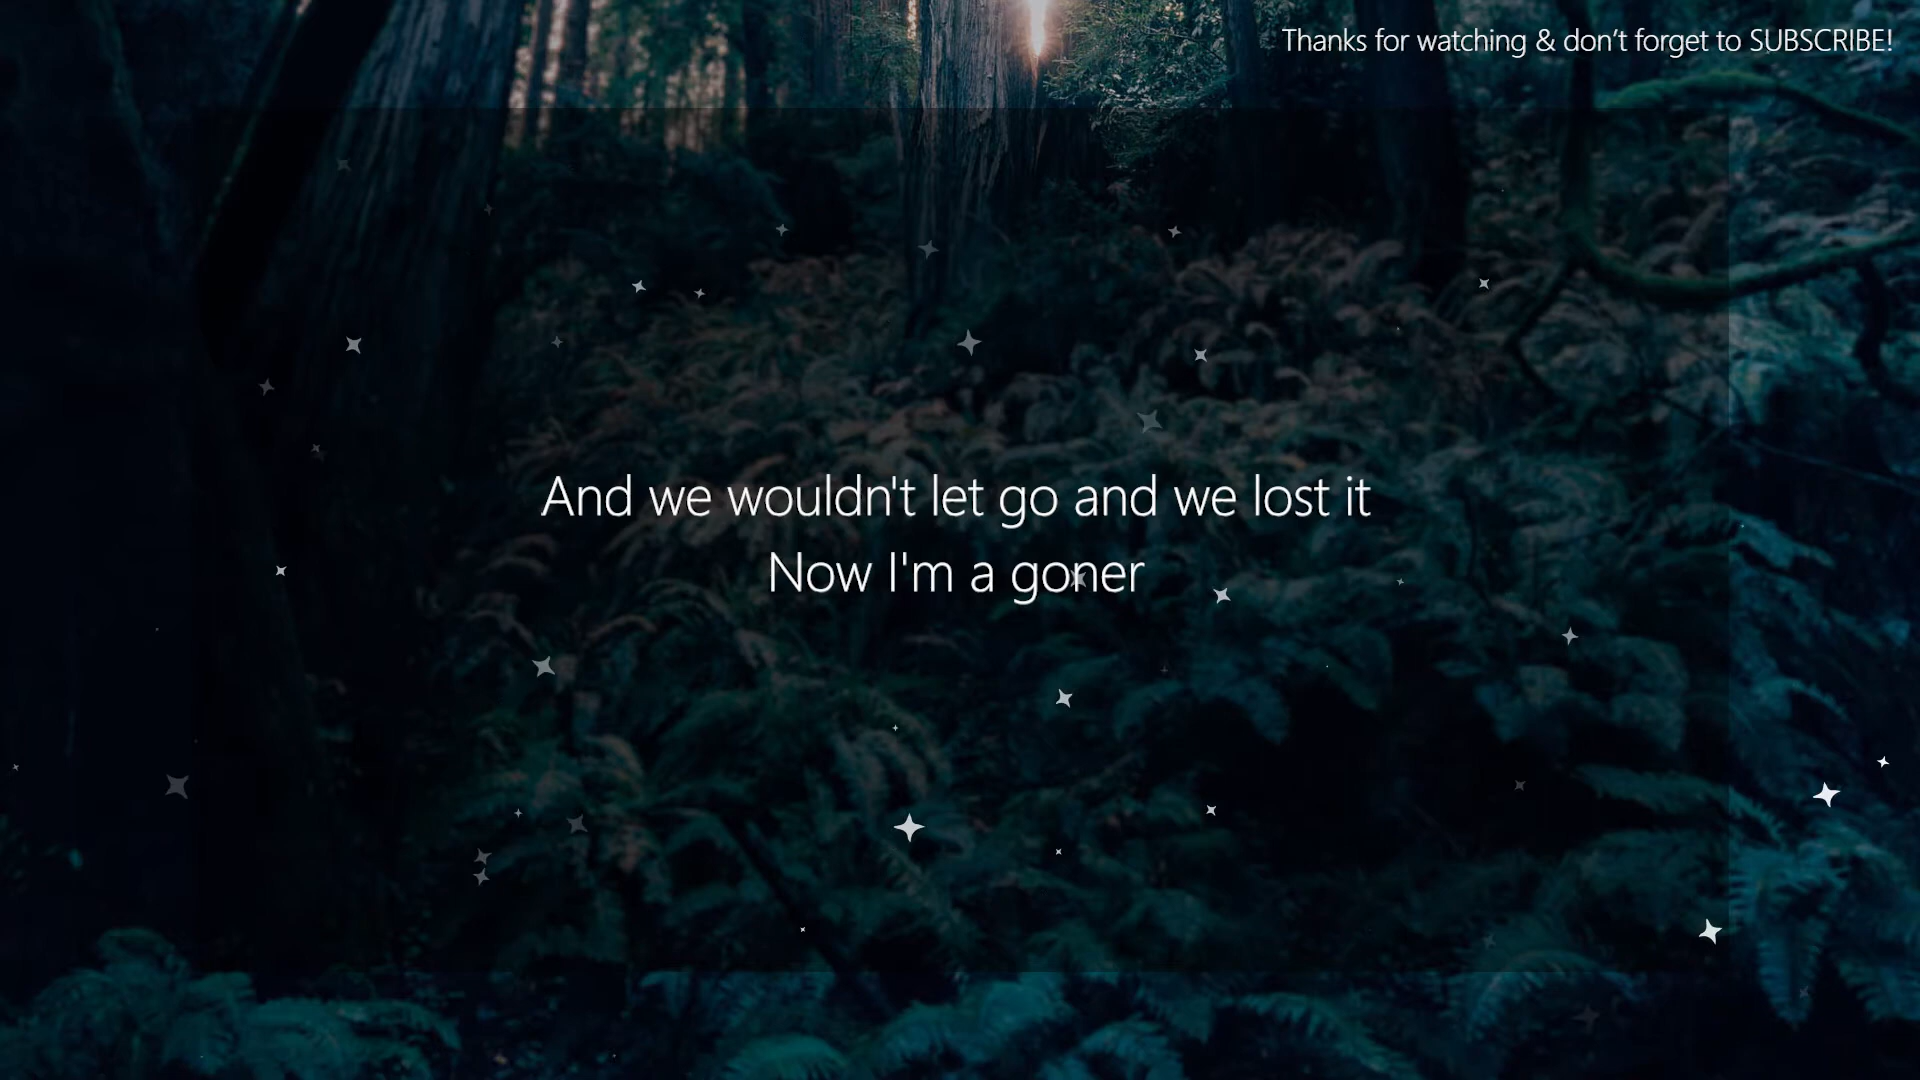 Thanks for watching & don’t forget to SUBSCRIBE!
And we wouldn't let go and we lost it
Now I'm a goner